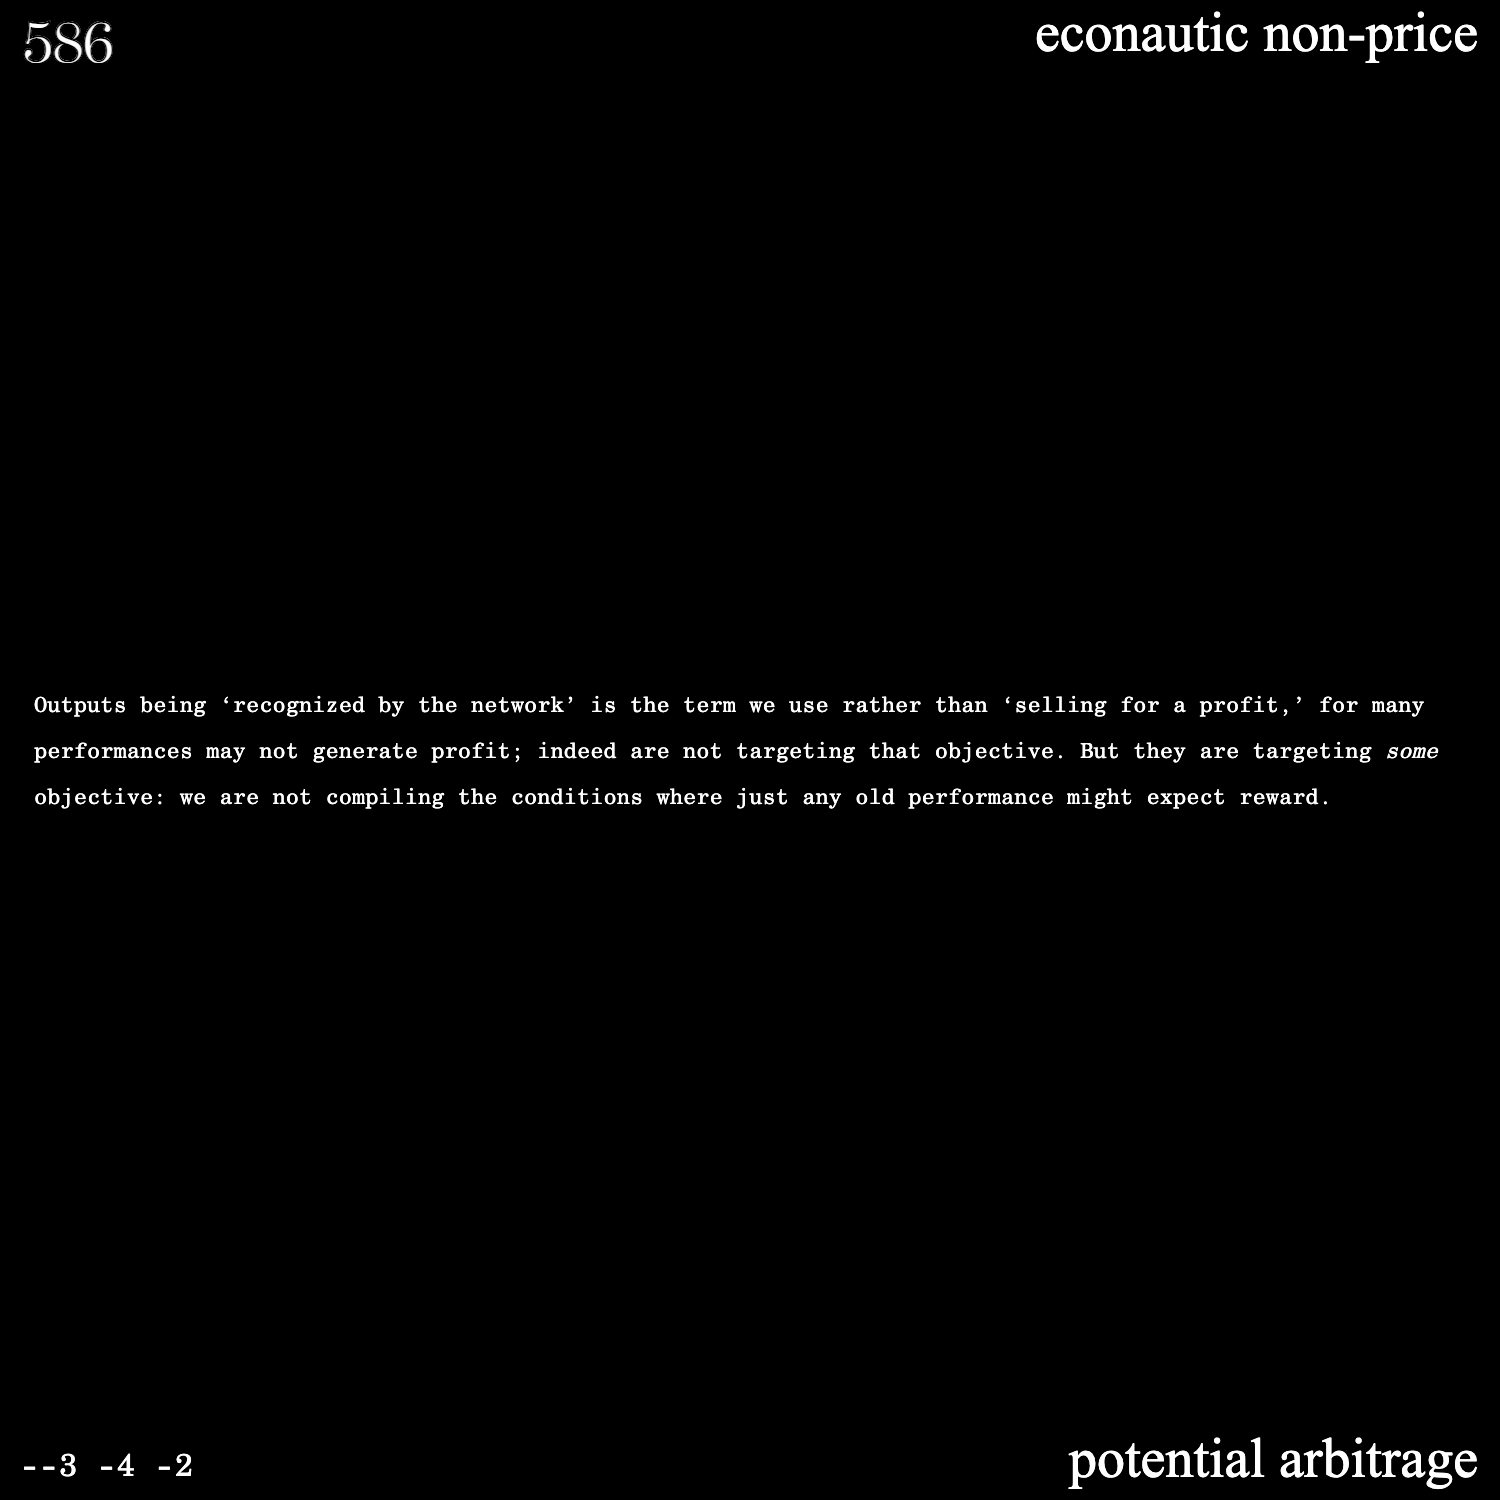 586
econautic non-price
Outputs being ‘recognized by the network’ is the term we use rather than ‘selling for a profit,’ for many
performances may not generate profit; indeed are not targeting that objective. But they are targeting some
objective: we are not compiling the conditions where just any old performance might expect reward.
--3 -4 -2
potential arbitrage